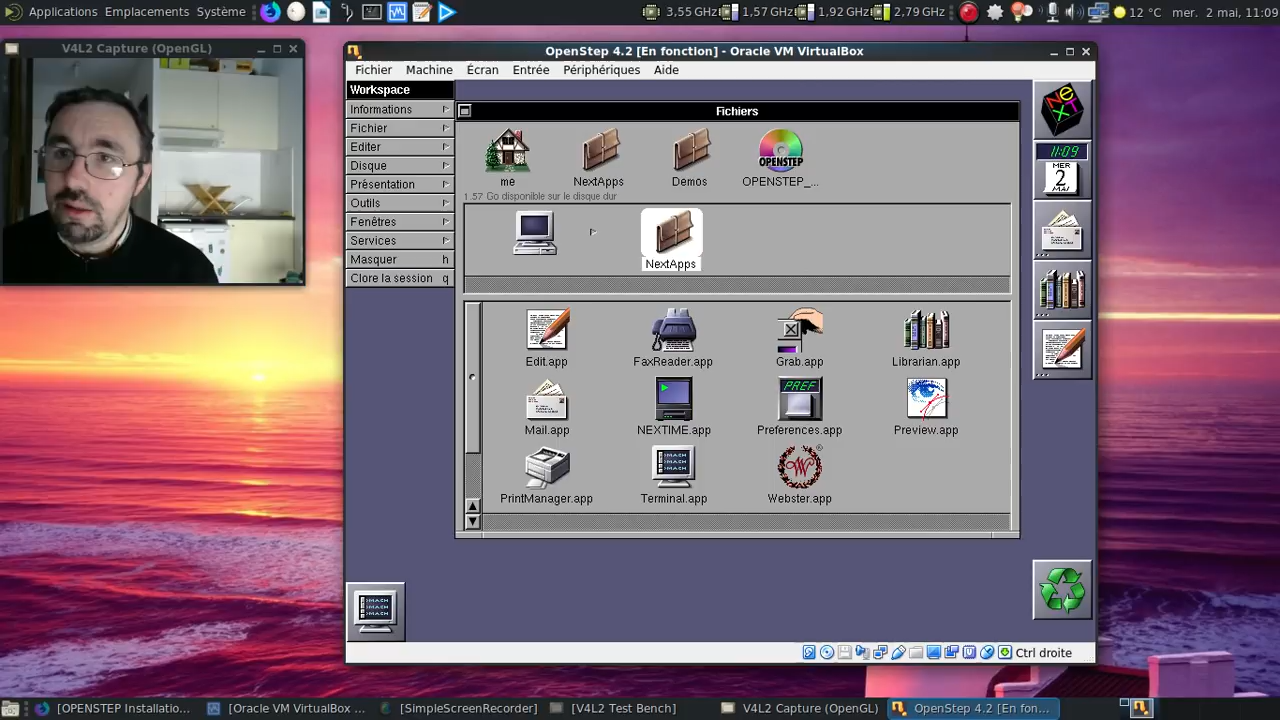 Applications Emplacements Système
3,55 GHz 1,57 GHz 1,92 GHz 2,79 GHz
12 °C mer. 2 mai, 11:09
V4L2 Capture (OpenGL)
OpenStep 4.2 [En fonction] - Oracle VM VirtualBox
Fichier Machine Écran Entrée Périphériques Aide
Workspace
Informations
Fichier
Editer
Disque
Présentation
Outils
Fenêtres
Services
Masquer h
Clore la session q
Fichiers
OPENSTEP
me NextApps Demos OPENSTEP_...
1.57 Go disponible sur le disque dur
NextApps
Edit.app FaxReader.app Grab.app Librarian.app
PREF
Mail.app NEXTIME.app Preferences.app Preview.app
PrintManager.app Terminal.app Webster.app
NeXT
11:09
MER
2
MAI
Ctrl droite
[OPENSTEP Installatio...
[Oracle VM VirtualBox ...
[SimpleScreenRecorder]
[V4L2 Test Bench]
V4L2 Capture (OpenGL)
OpenStep 4.2 [En fon...